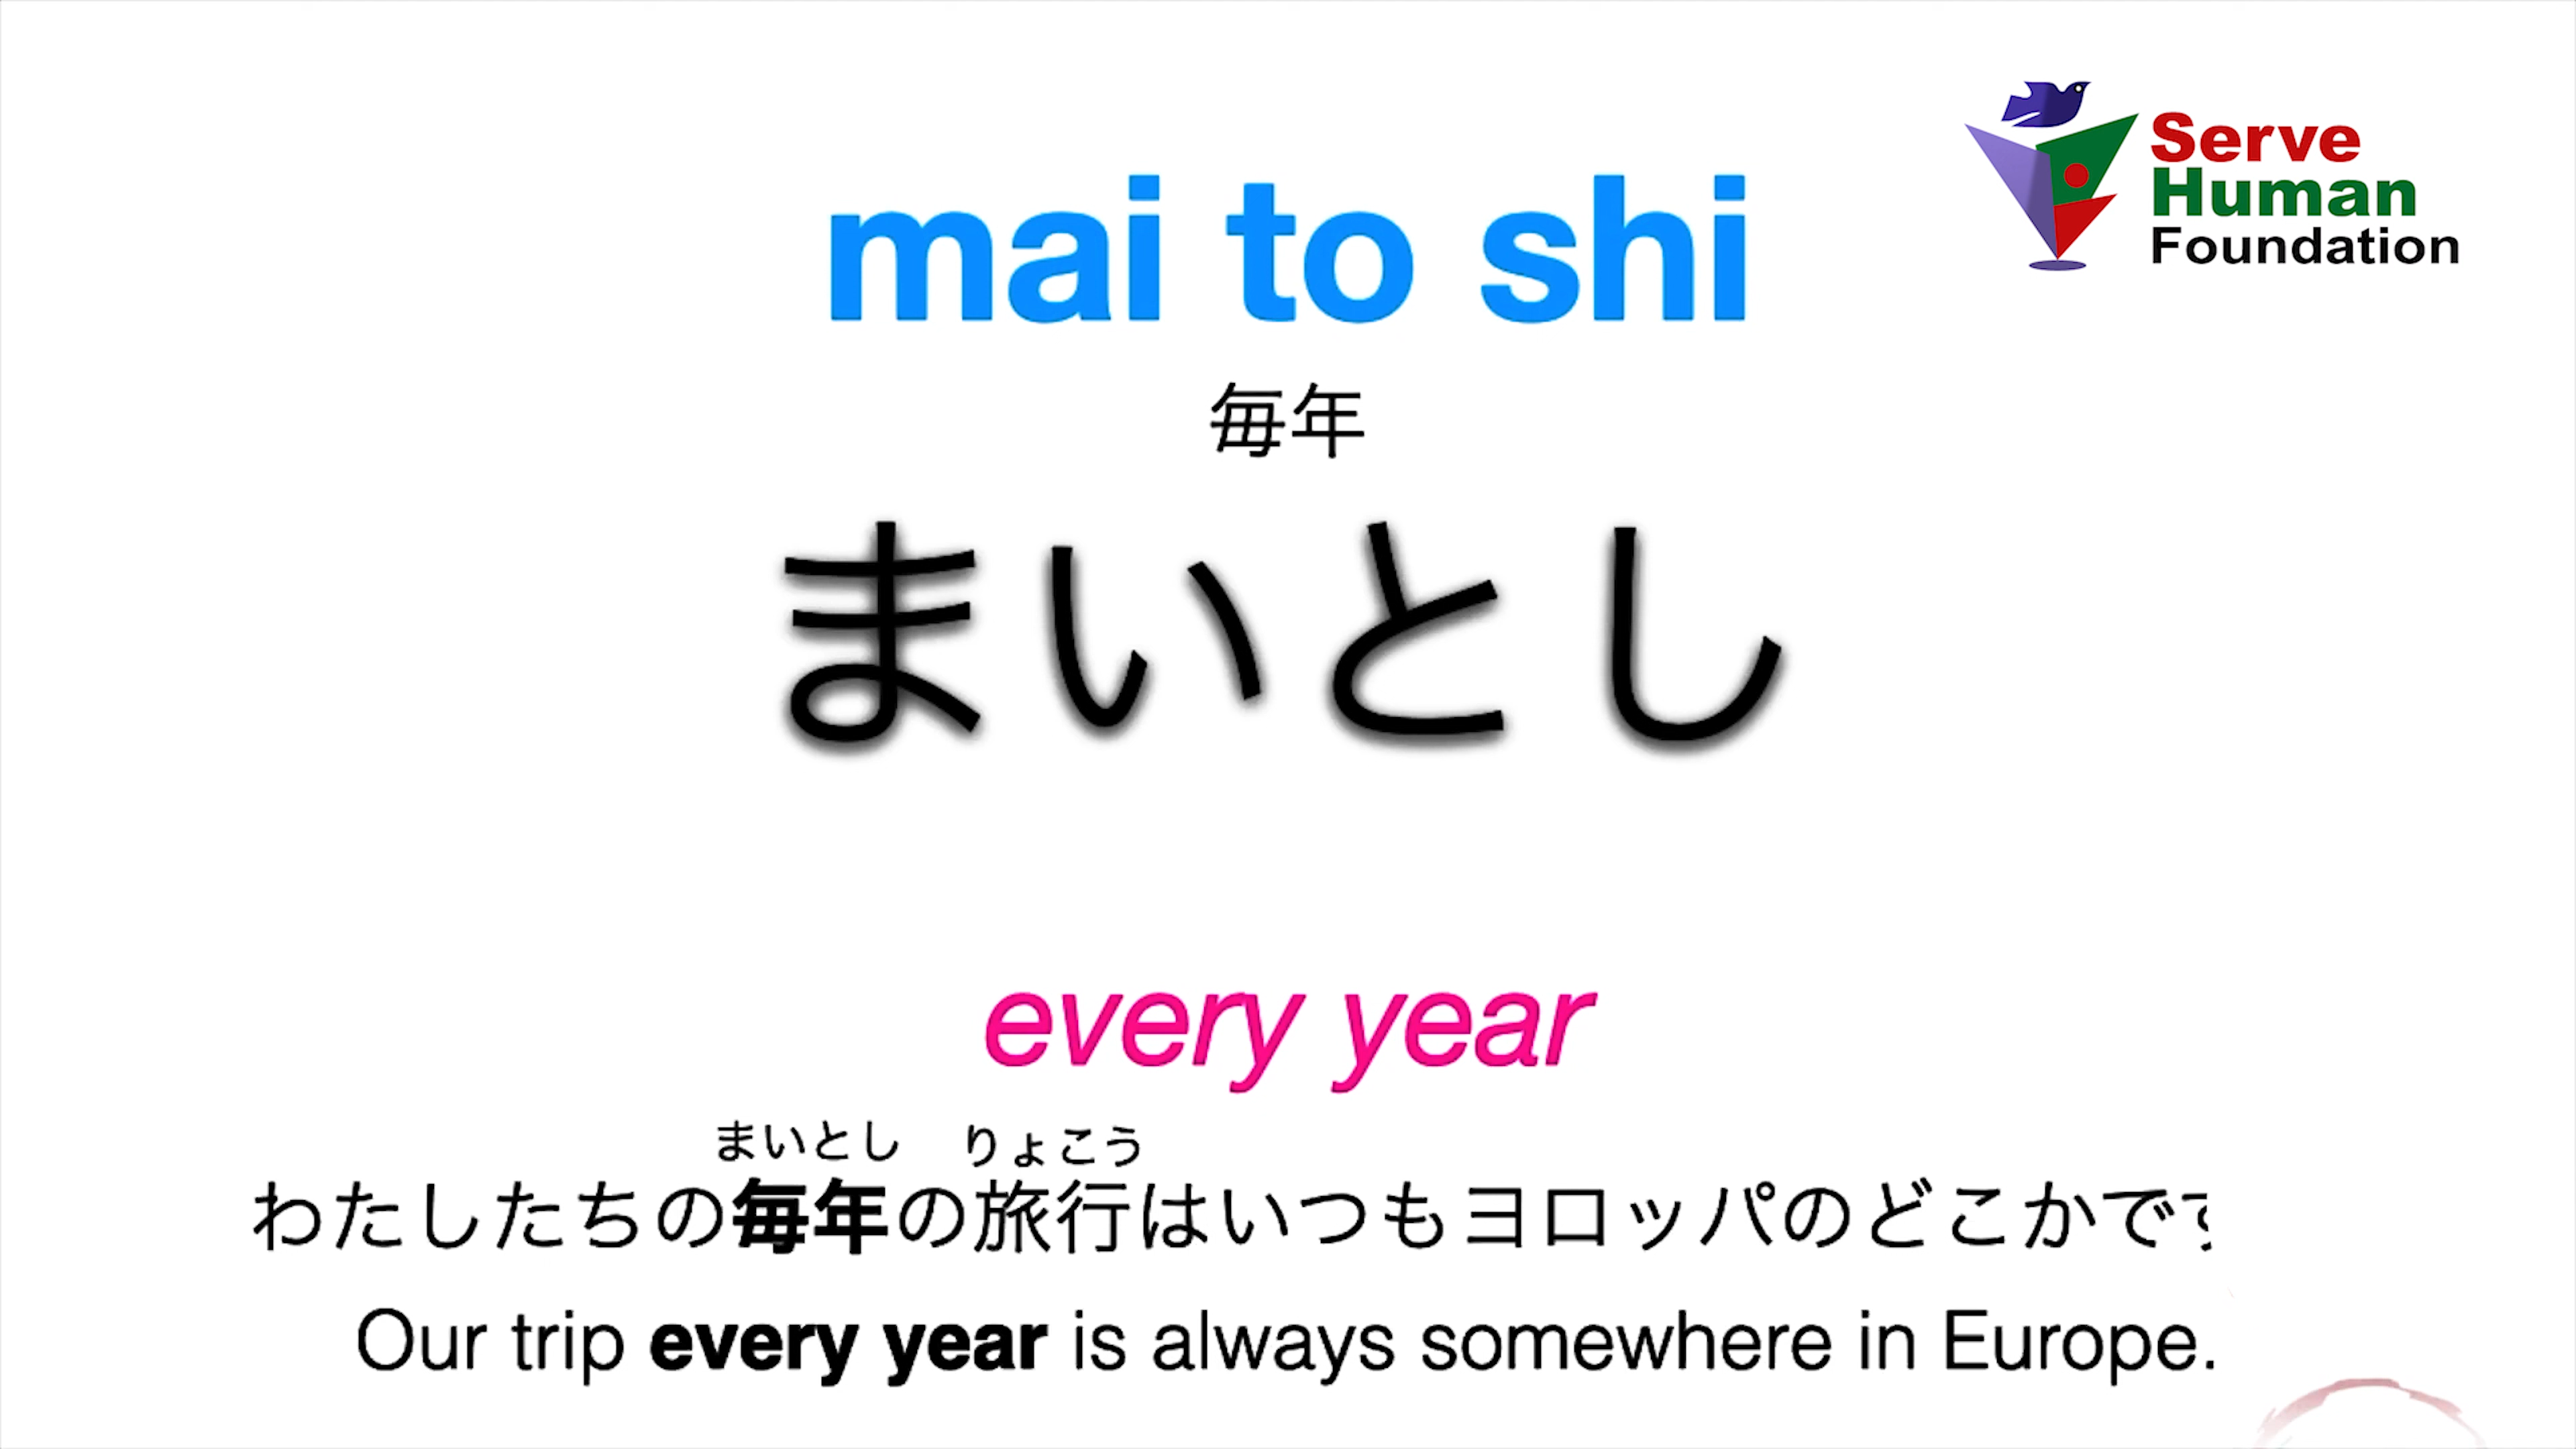 Serve
Human
Foundation
mai to shi
毎年
まいとし
every year
まいとし りょこう
わたしたちの毎年の旅行はいつもヨロッパのどこかです
Our trip every year is always somewhere in Europe.